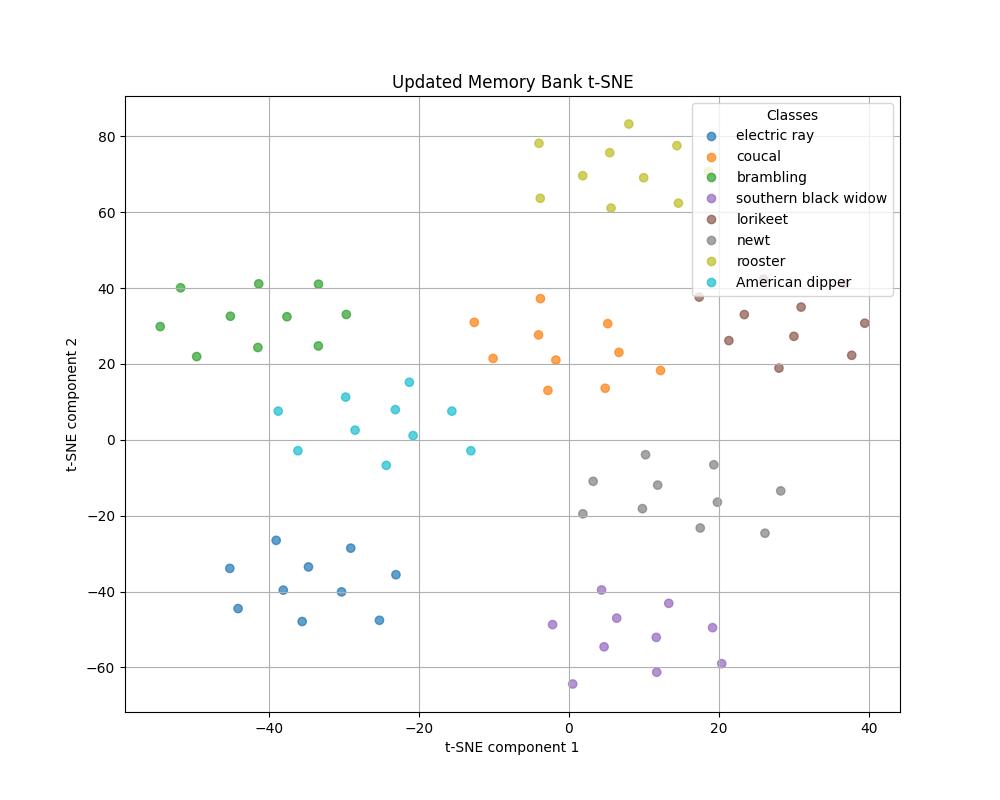 Updated Memory Bank t-SNE
Classes
electric ray
coucal
brambling
southern black widow
lorikeet
newt
rooster
American dipper
80
60
40
20
0
−20
−40
−60
t-SNE component 2
−40
−20
0
20
40
t-SNE component 1